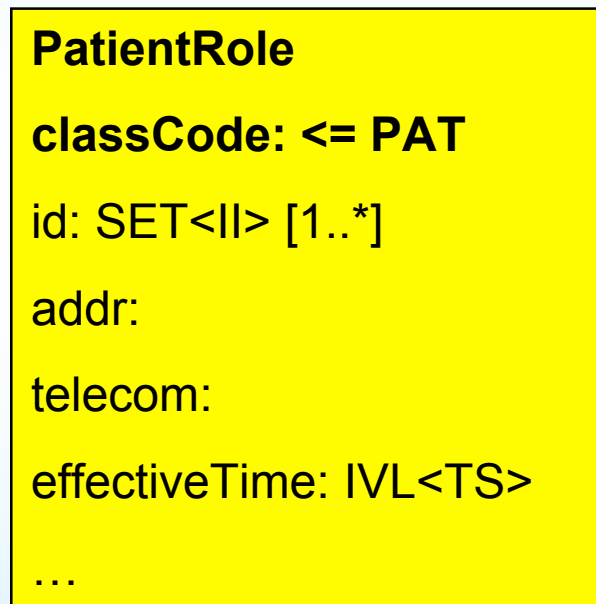 PatientRole
classCode: <= PAT
id: SET<II> [1..*]
addr:
telecom:
effectiveTime: IVL<TS>
…